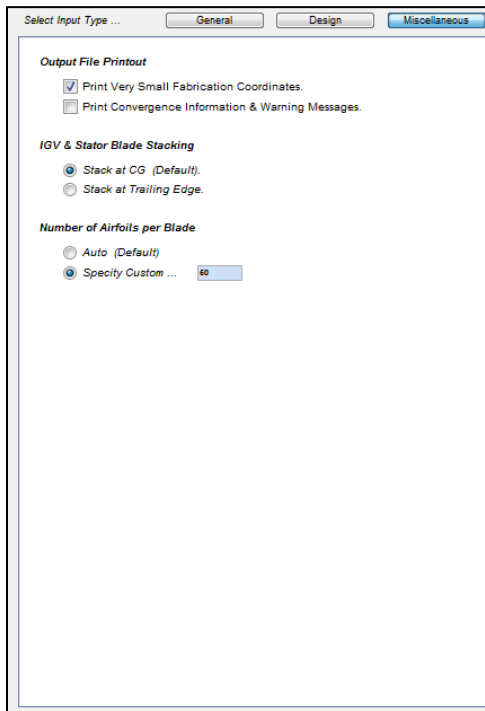 Select Input Type ... General Design Miscellaneous
Output File Printout
Print Very Small Fabrication Coordinates.
Print Convergence Information & Warning Messages.
IGV & Stator Blade Stacking
Stack at CG (Default).
Stack at Trailing Edge.
Number of Airfoils per Blade
Auto (Default)
Specity Custom ... 60